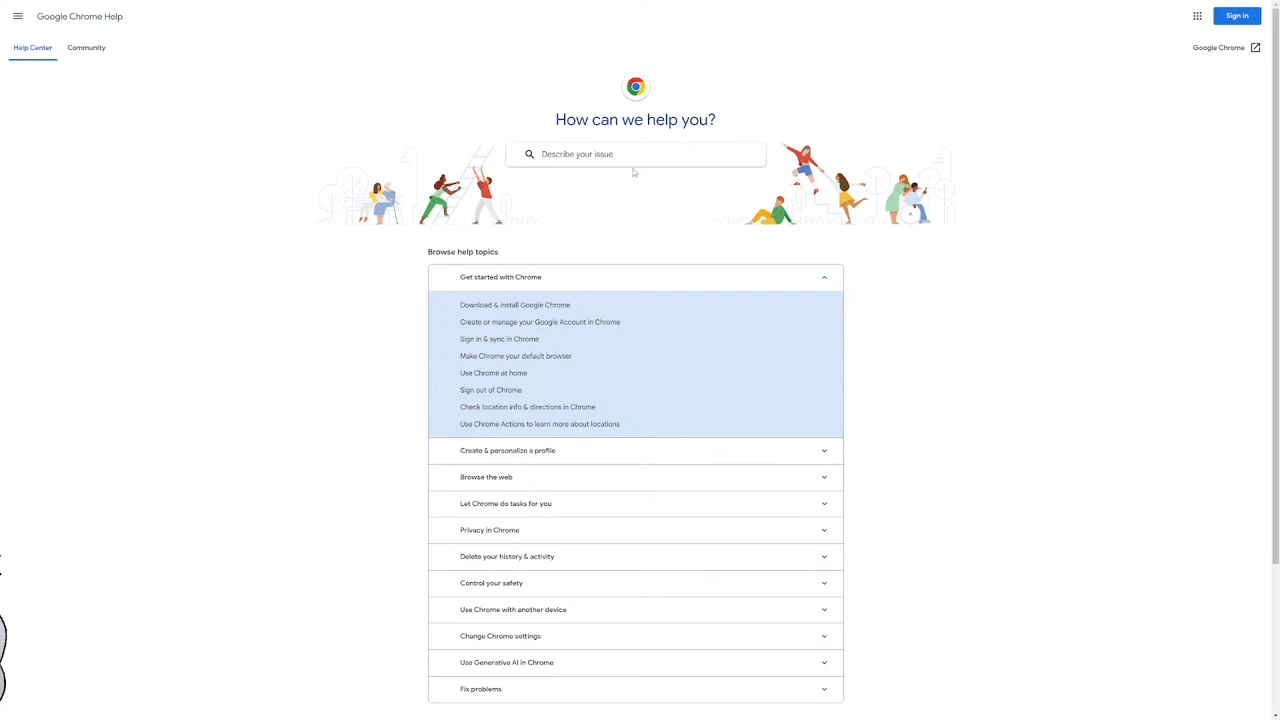 Google Chrome Help
Sign in
Help Center
Community
Google Chrome
How can we help you?
Describe your issue
Browse help topics
Get started with Chrome
Download & install Google Chrome
Create or manage your Google Account in Chrome
Sign in & sync in Chrome
Make Chrome your default browser
Use Chrome at home
Sign out of Chrome
Check location info & directions in Chrome
Use Chrome Actions to learn more about locations
Create & personalize a profile
Browse the web
Let Chrome do tasks for you
Privacy in Chrome
Delete your history & activity
Control your safety
Use Chrome with another device
Change Chrome settings
Use Generative AI in Chrome
Fix problems